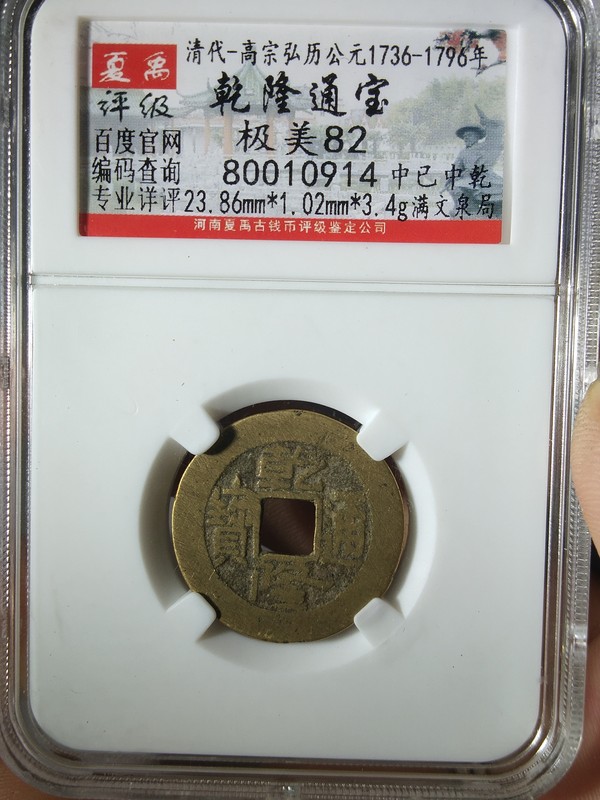 夏禹
清代-高宗弘历公元1736-1796年
评级
乾隆通宝
百度官网
极美82
编码查询
80010914 中已中乾
专业详评
23.86mm*1.02mm*3.4g满文泉局
河南夏禹古钱币评级鉴定公司
乾隆通寶